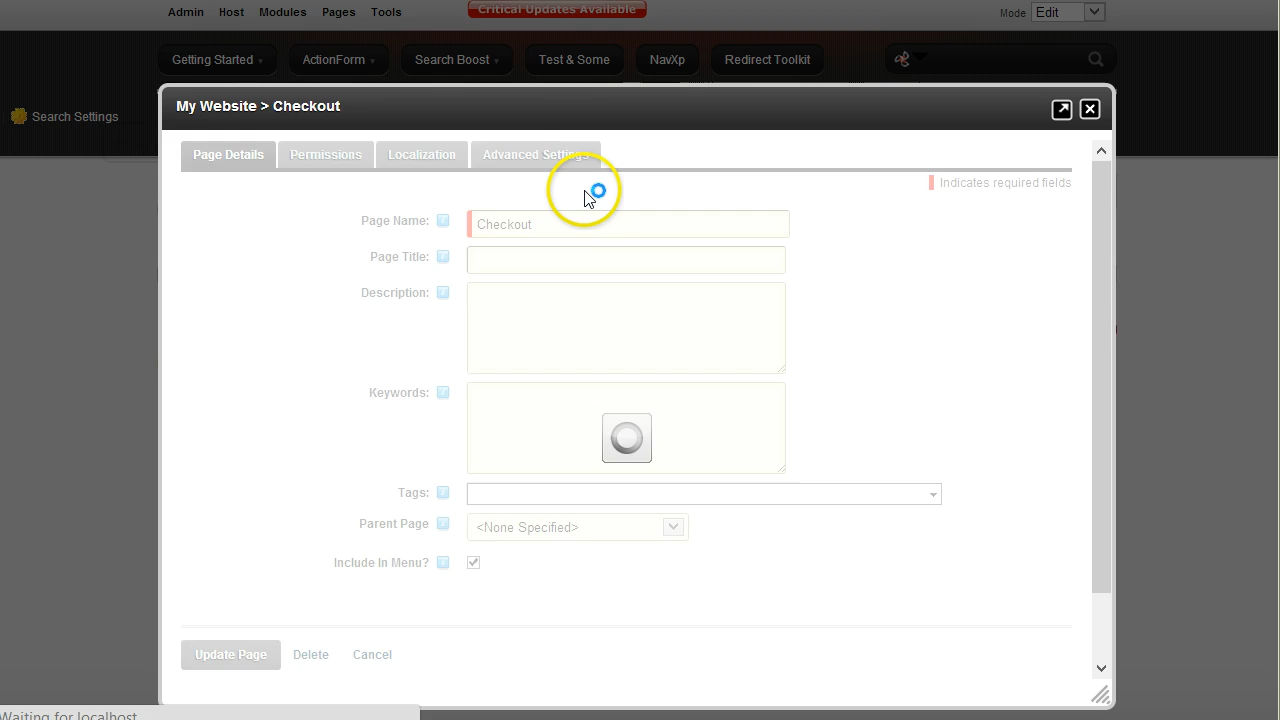 Admin Host Modules Pages Tools
Critical Updates Available
Mode Edit
Getting Started ActionForm Search Boost Test & Some NavXp Redirect Toolkit
Search Settings
My Website > Checkout
Page Details Permissions Localization Advanced Settings
Indicates required fields
Page Name: Checkout
Page Title:
Description:
Keywords:
Tags:
Parent Page <None Specified>
Include In Menu?
Update Page Delete Cancel
Waiting for localhost